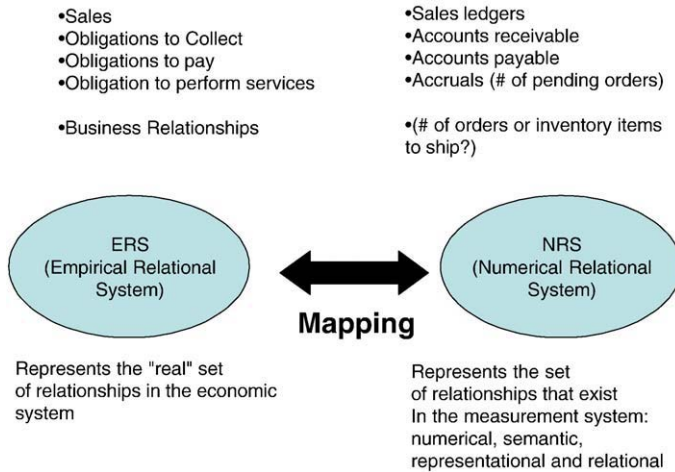 •Sales
•Obligations to Collect
•Obligations to pay
•Obligation to perform services
•Business Relationships
•Sales ledgers
•Accounts receivable
•Accounts payable
•Accruals (# of pending orders)
•(# of orders or inventory items
to ship?)
ERS
(Empirical Relational
System)
Mapping
NRS
(Numerical Relational
System)
Represents the "real" set
of relationships in the economic
system
Represents the set
of relationships that exist
In the measurement system:
numerical, semantic,
representational and relational